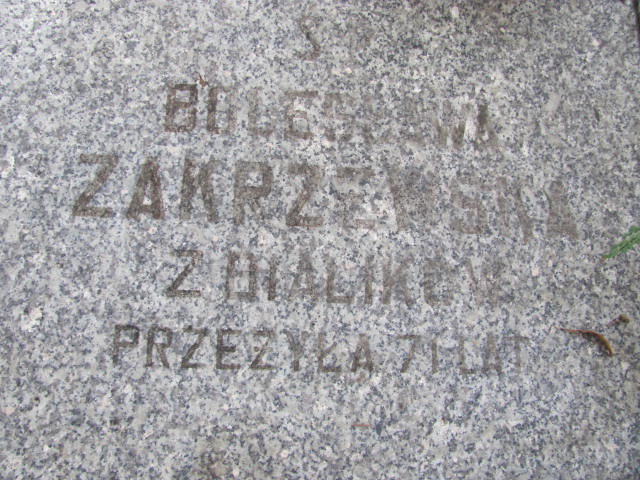 Ś
BOLESŁAWA
ZAKRZEWSKA
Z BIALIKÓW
PRZEŻYŁA 71 LAT